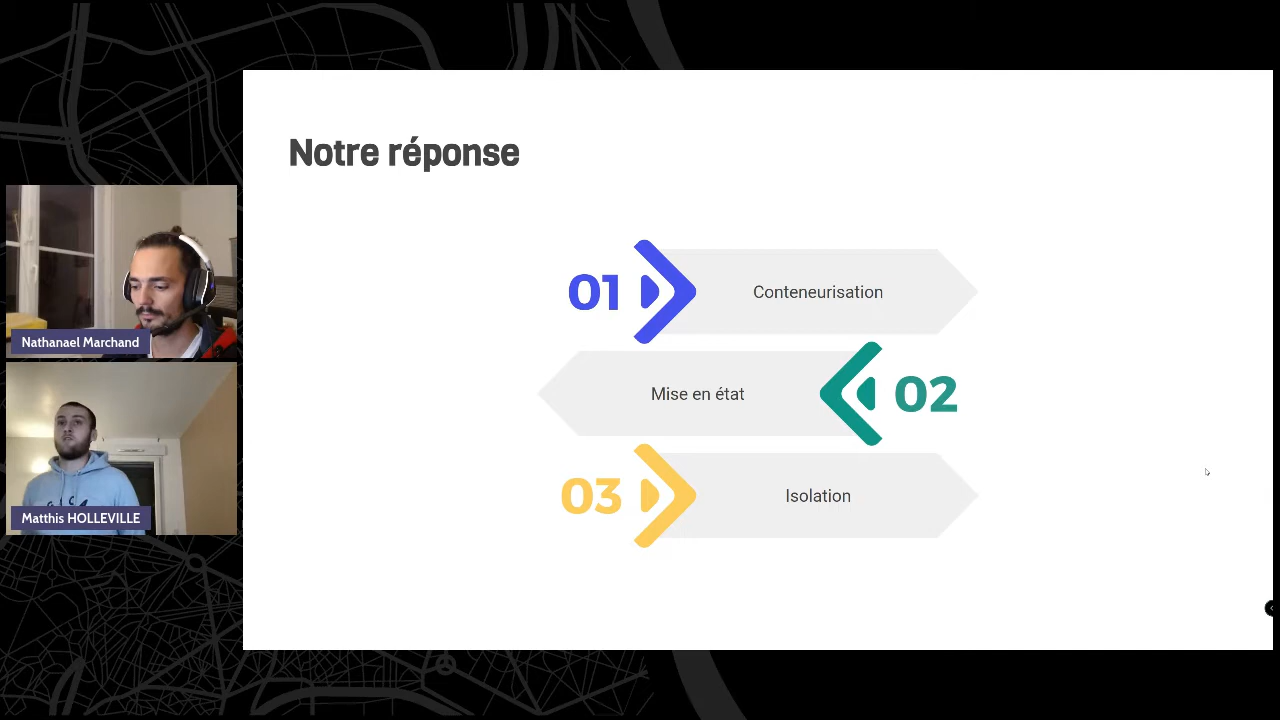 Notre réponse
01
Conteneurisation
Mise en état
02
03
Isolation
Nathanael Marchand
Matthis HOLLEVILLE